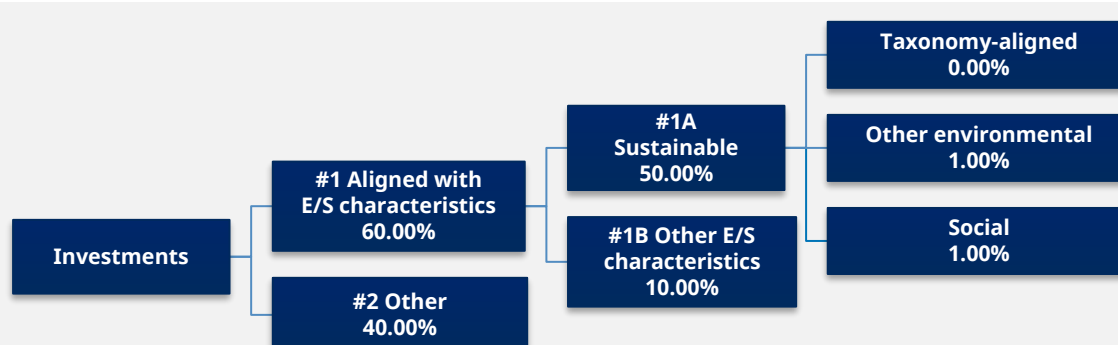 Investments
#1 Aligned with
E/S characteristics
60.00%
#2 Other
40.00%
#1A
Sustainable
50.00%
#1B Other E/S
characteristics
10.00%
Taxonomy-aligned
0.00%
Other environmental
1.00%
Social
1.00%